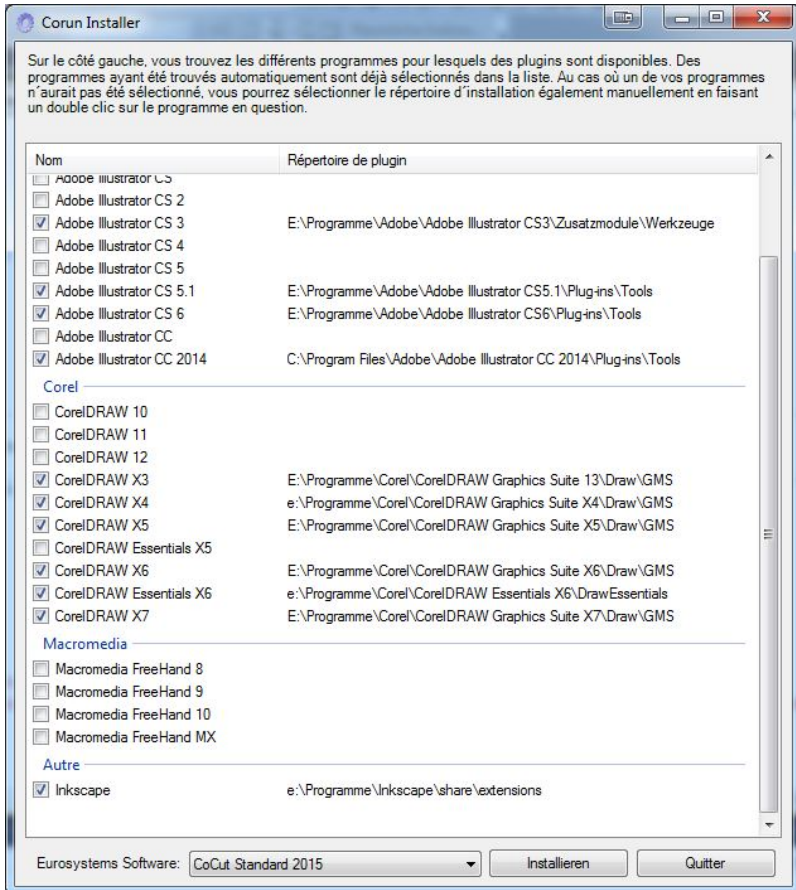 Corun Installer
Sur le côté gauche, vous trouvez les différents programmes pour lesquels des plugins sont disponibles. Des
programmes ayant été trouvés automatiquement sont déjà sélectionnés dans la liste. Au cas où un de vos programmes
n´aurait pas été sélectionné, vous pourrez sélectionner le répertoire d´installation également manuellement en faisant
un double clic sur le programme en question.
Nom Répertoire de plugin
Adobe Illustrator CS
Adobe Illustrator CS 2
Adobe Illustrator CS 3 E:\Programme\Adobe\Adobe Illustrator CS3\Zusatzmodule\Werkzeuge
Adobe Illustrator CS 4
Adobe Illustrator CS 5
Adobe Illustrator CS 5.1 E:\Programme\Adobe\Adobe Illustrator CS5.1\Plug-ins\Tools
Adobe Illustrator CS 6 E:\Programme\Adobe\Adobe Illustrator CS6\Plug-ins\Tools
Adobe Illustrator CC
Adobe Illustrator CC 2014 C:\Program Files\Adobe\Adobe Illustrator CC 2014\Plug-ins\Tools
Corel
CorelDRAW 10
CorelDRAW 11
CorelDRAW 12
CorelDRAW X3 E:\Programme\Corel\CorelDRAW Graphics Suite 13\Draw\GMS
CorelDRAW X4 e:\Programme\Corel\CorelDRAW Graphics Suite X4\Draw\GMS
CorelDRAW X5 E:\Programme\Corel\CorelDRAW Graphics Suite X5\Draw\GMS
CorelDRAW Essentials X5
CorelDRAW X6 E:\Programme\Corel\CorelDRAW Graphics Suite X6\Draw\GMS
CorelDRAW Essentials X6 e:\Programme\Corel\CorelDRAW Essentials X6\DrawEssentials
CorelDRAW X7 E:\Programme\Corel\CorelDRAW Graphics Suite X7\Draw\GMS
Macromedia
Macromedia FreeHand 8
Macromedia FreeHand 9
Macromedia FreeHand 10
Macromedia FreeHand MX
Autre
Inkscape e:\Programme\Inkscape\share\extensions
Eurosystems Software: CoCut Standard 2015 Installieren Quitter